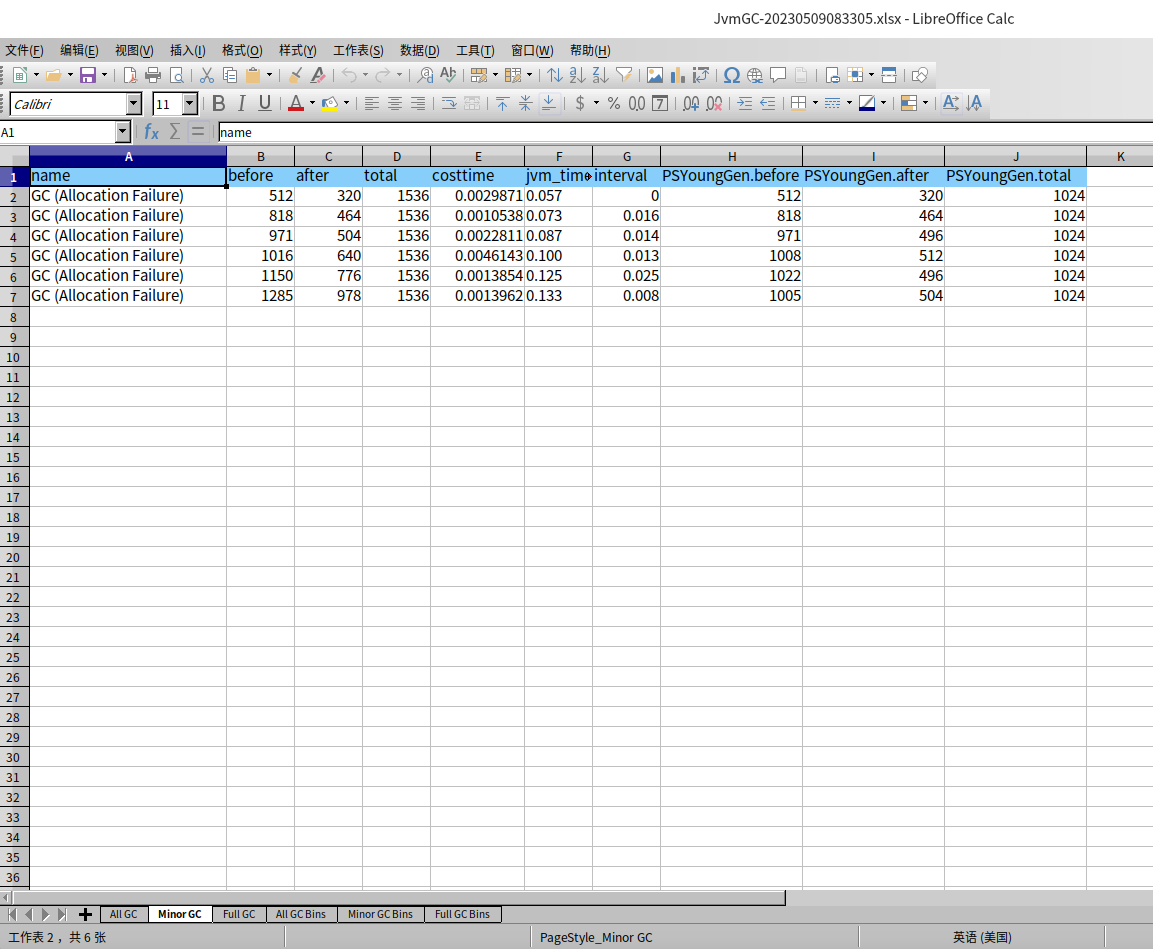 JvmGC-20230509083305.xlsx - LibreOffice Calc
文件(F) 编辑(E) 视图(V) 插入(I) 格式(O) 样式(Y) 工作表(S) 数据(D) 工具(T) 窗口(W) 帮助(H)
Calibri 11
A1 name
A B C D E F G H I J K
1 name before after total costtime jvm_time interval PSYoungGen.before PSYoungGen.after PSYoungGen.total
2 GC (Allocation Failure) 512 320 1536 0.0029871 0.057 0 512 320 1024
3 GC (Allocation Failure) 818 464 1536 0.0010538 0.073 0.016 818 464 1024
4 GC (Allocation Failure) 971 504 1536 0.0022811 0.087 0.014 971 496 1024
5 GC (Allocation Failure) 1016 640 1536 0.0046143 0.100 0.013 1008 512 1024
6 GC (Allocation Failure) 1150 776 1536 0.0013854 0.125 0.025 1022 496 1024
7 GC (Allocation Failure) 1285 978 1536 0.0013962 0.133 0.008 1005 504 1024
8
9
10
11
12
13
14
15
16
17
18
19
20
21
22
23
24
25
26
27
28
29
30
31
32
33
34
35
36
All GC Minor GC Full GC All GC Bins Minor GC Bins Full GC Bins
工作表 2 ，共 6 张 PageStyle_Minor GC 英语 (美国)